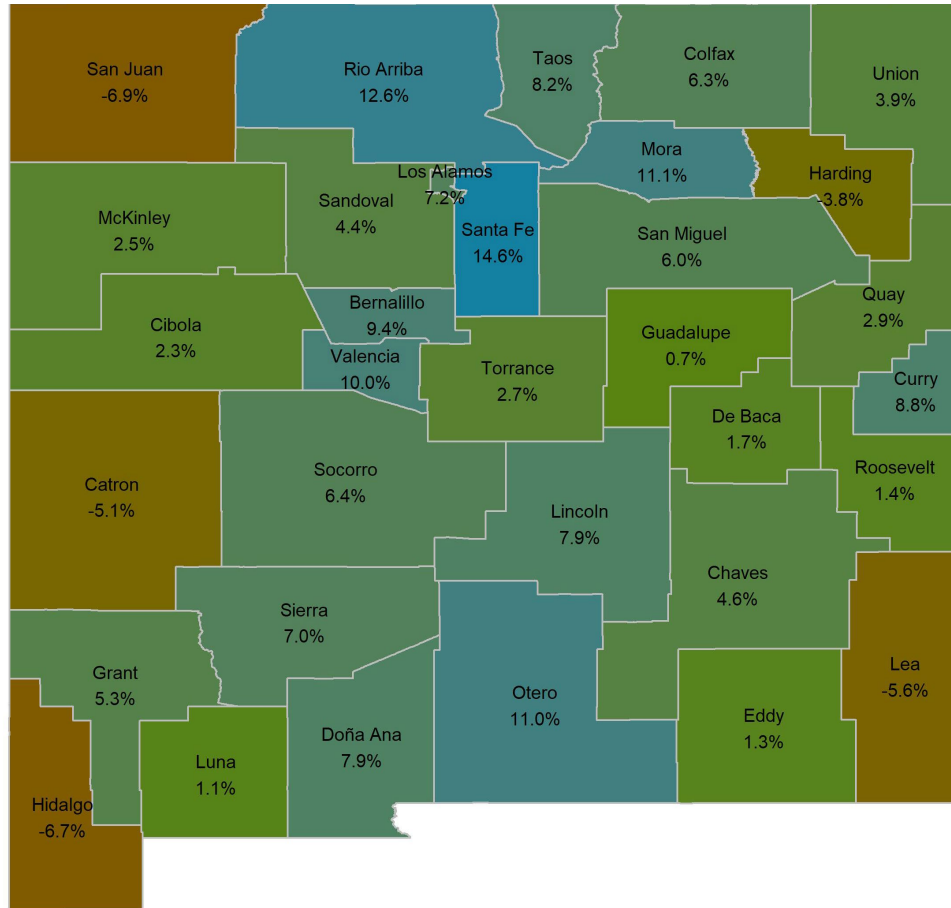 San Juan
-6.9%
Rio Arriba
12.6%
Taos
8.2%
Colfax
6.3%
Union
3.9%
Los Alamos
7.2%
Mora
11.1%
Harding
-3.8%
McKinley
2.5%
Sandoval
4.4%
Santa Fe
14.6%
San Miguel
6.0%
Quay
2.9%
Cibola
2.3%
Bernalillo
9.4%
Valencia
10.0%
Torrance
2.7%
Guadalupe
0.7%
Curry
8.8%
De Baca
1.7%
Roosevelt
1.4%
Catron
-5.1%
Socorro
6.4%
Lincoln
7.9%
Chaves
4.6%
Sierra
7.0%
Grant
5.3%
Otero
11.0%
Lea
-5.6%
Eddy
1.3%
Doña Ana
7.9%
Luna
1.1%
Hidalgo
-6.7%